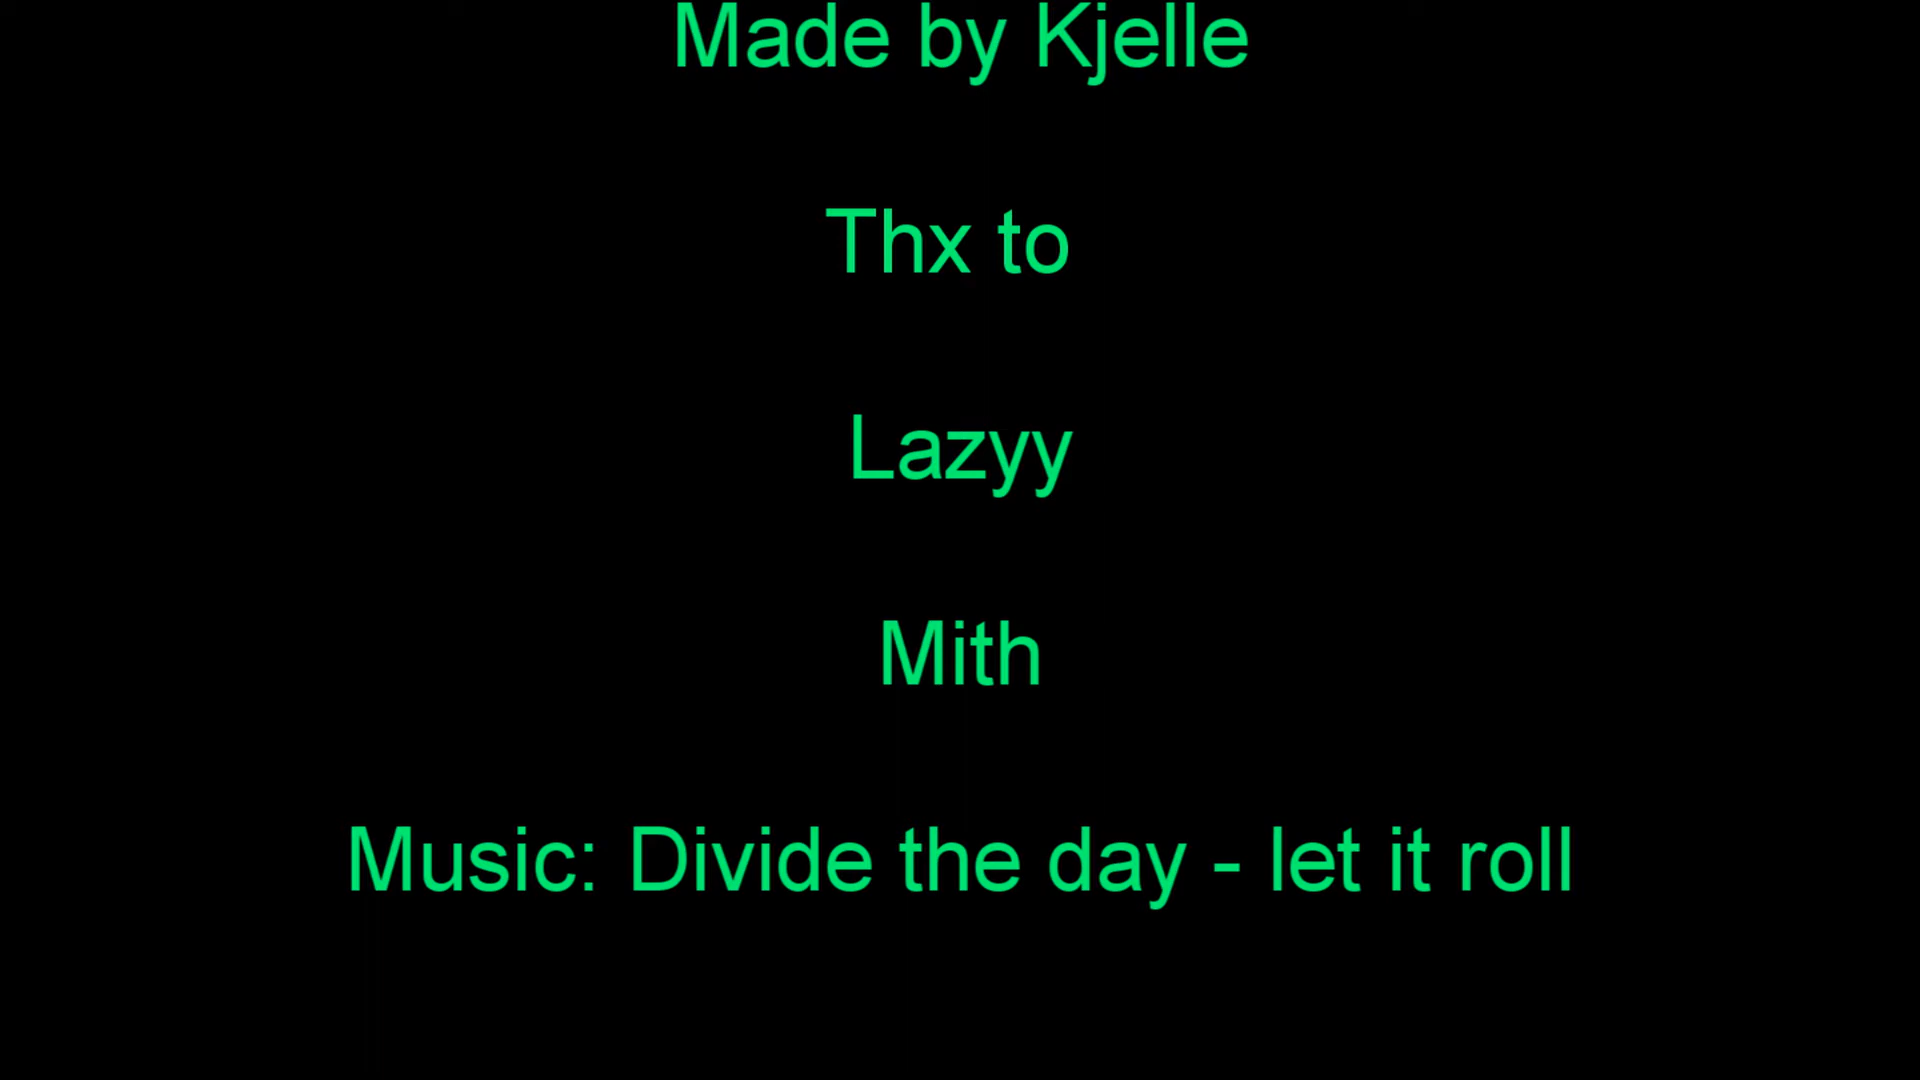 Made by Kjelle
Thx to
Lazyy
Mith
Music: Divide the day - let it roll